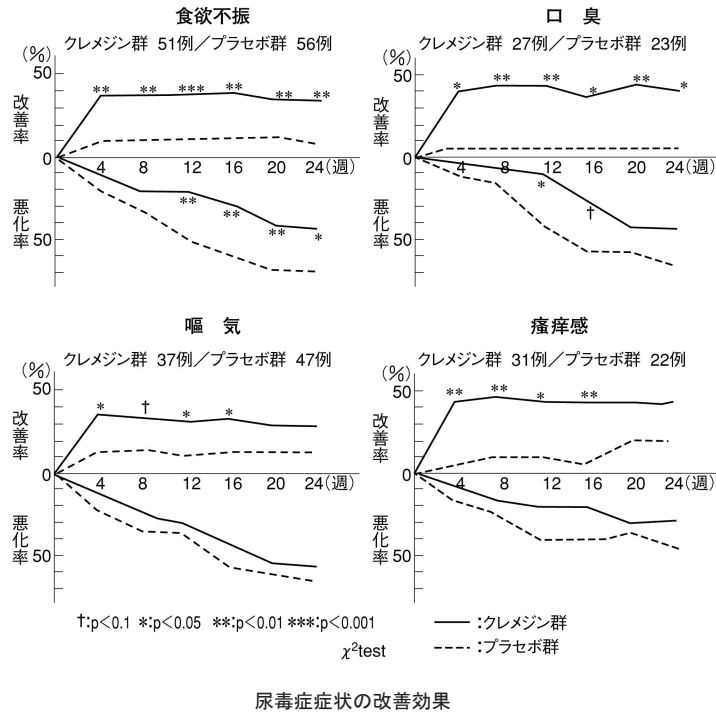 食欲不振
クレメジン群 51例／プラセボ群 56例
(%)
50
改善率
0
悪化率
50
4 8 12 16 20 24(週)
** ** *** ** ** **
** ** ** *
口 臭
クレメジン群 27例／プラセボ群 23例
(%)
50
改善率
0
悪化率
50
4 8 12 16 20 24(週)
* ** ** * ** *
* †
嘔 気
クレメジン群 37例／プラセボ群 47例
(%)
50
改善率
0
悪化率
50
4 8 12 16 20 24(週)
* † * *
瘙痒感
クレメジン群 31例／プラセボ群 22例
(%)
50
改善率
0
悪化率
50
4 8 12 16 20 24(週)
** ** * **
†:p<0.1 *:p<0.05 **:p<0.01 ***:p<0.001
χ²test
:クレメジン群
:プラセボ群
尿毒症症状の改善効果